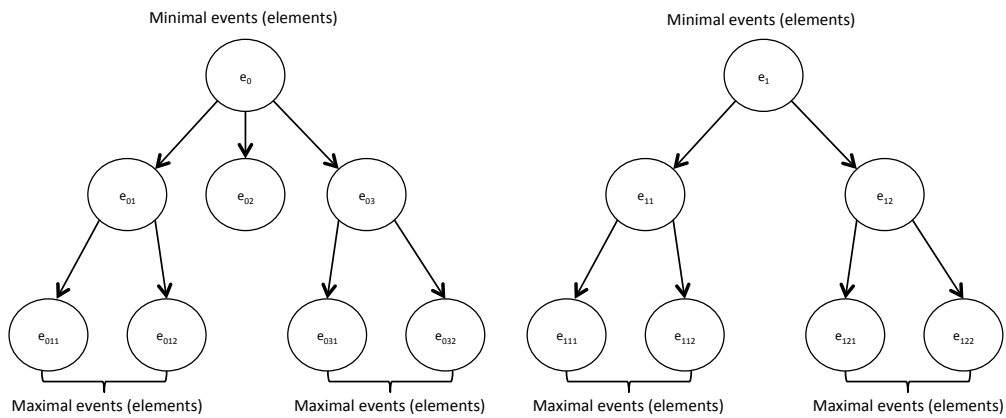 Minimal events (elements)
Minimal events (elements)
e0
e1
e01
e02
e03
e11
e12
e011
e012
e031
e032
e111
e112
e121
e122
Maximal events (elements)
Maximal events (elements)
Maximal events (elements)
Maximal events (elements)